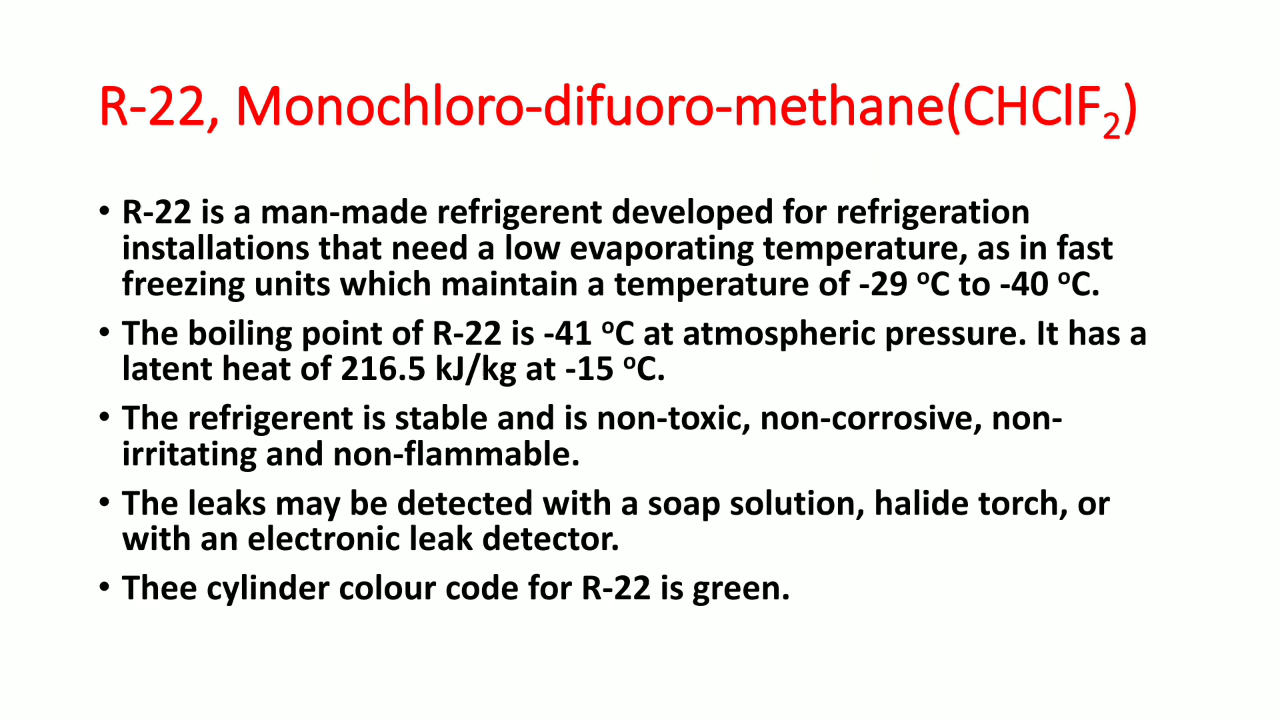 R-22, Monochloro-difuoro-methane(CHClF₂)
• R-22 is a man-made refrigerent developed for refrigeration
installations that need a low evaporating temperature, as in fast
freezing units which maintain a temperature of -29 ᵒC to -40 ᵒC.
• The boiling point of R-22 is -41 ᵒC at atmospheric pressure. It has a
latent heat of 216.5 kJ/kg at -15 ᵒC.
• The refrigerent is stable and is non-toxic, non-corrosive, non-
irritating and non-flammable.
• The leaks may be detected with a soap solution, halide torch, or
with an electronic leak detector.
• Thee cylinder colour code for R-22 is green.